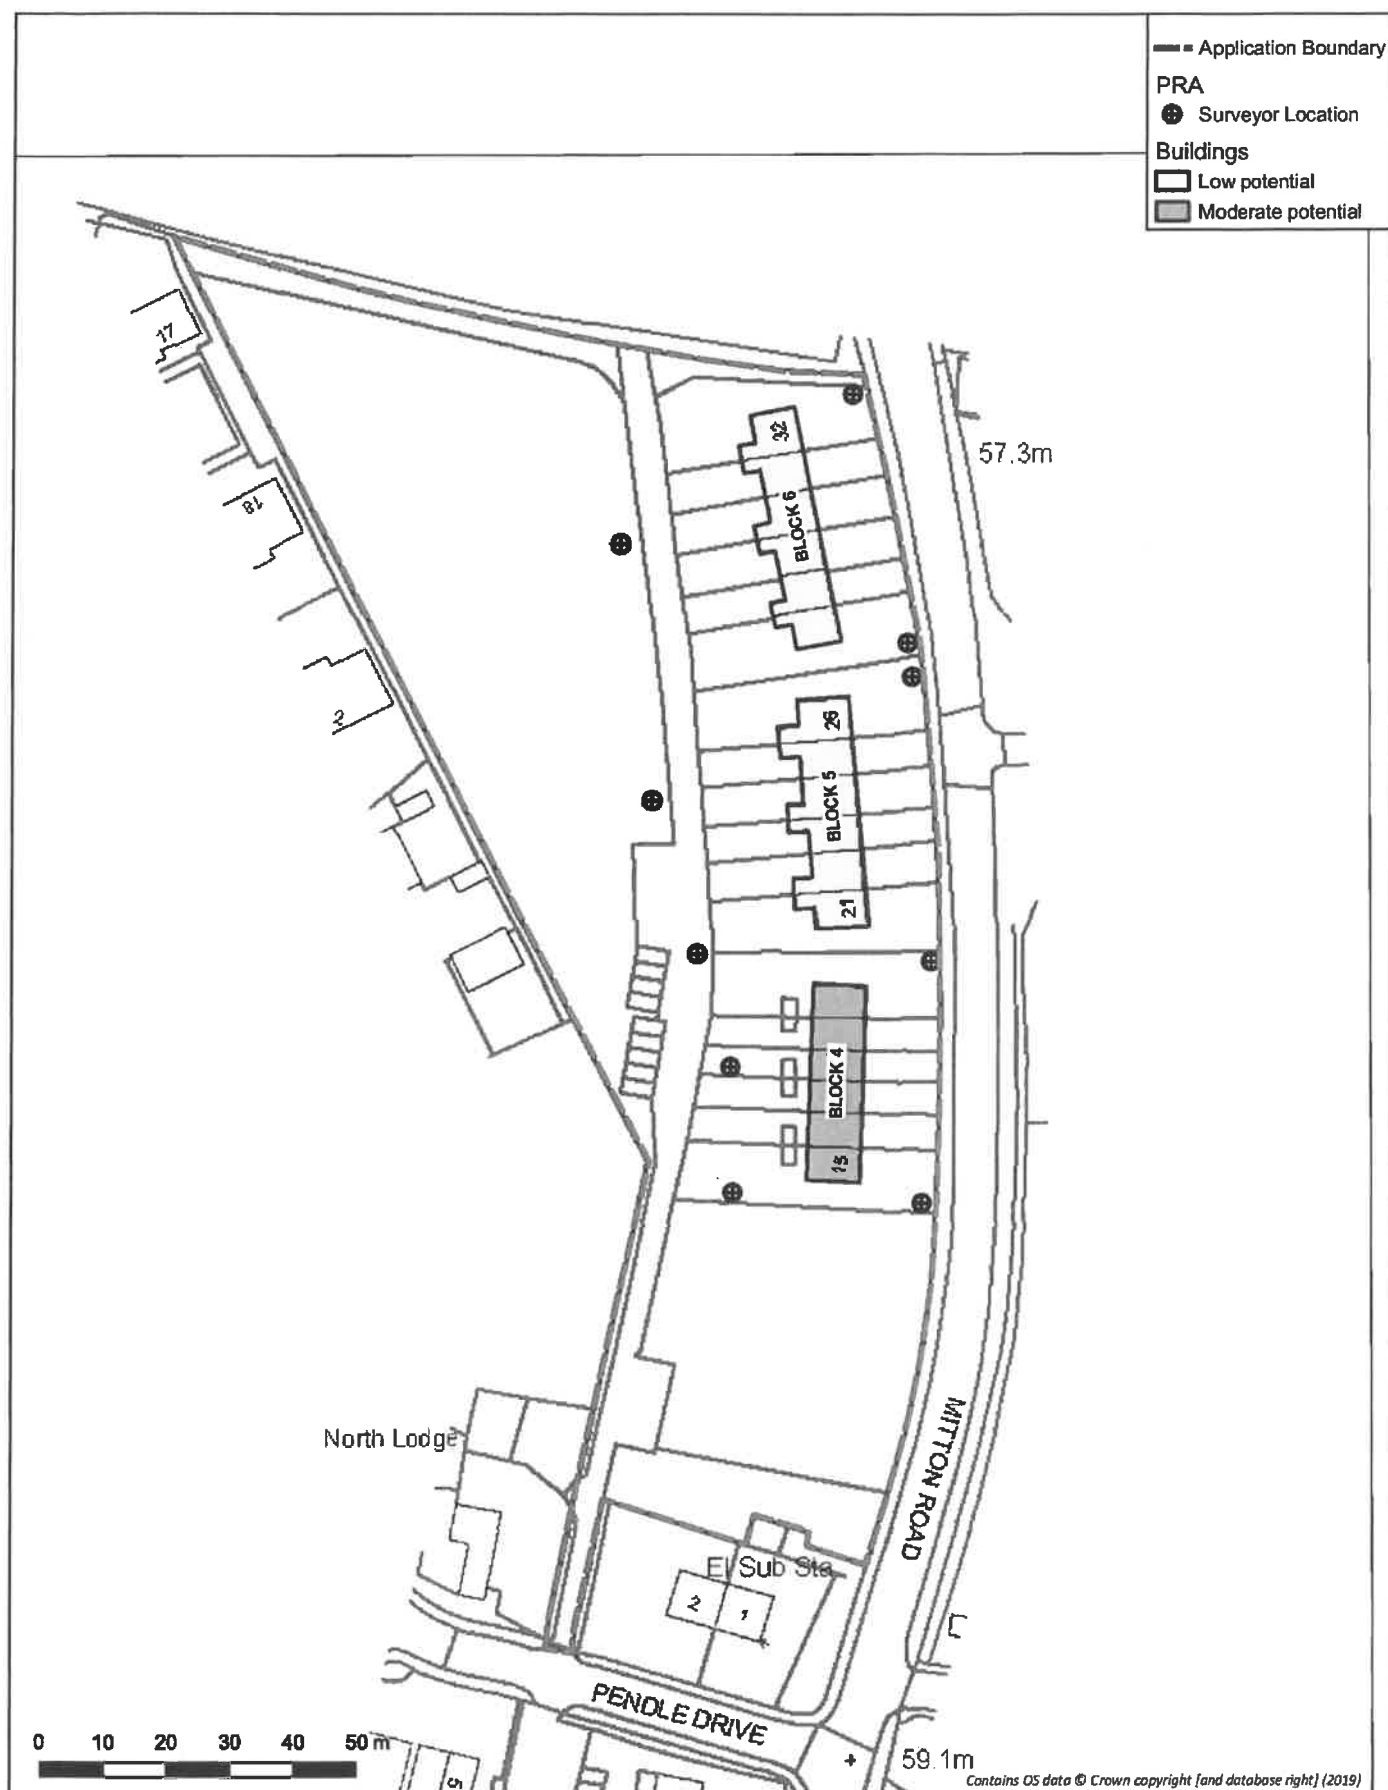 Application Boundary
PRA
Surveyor Location
Buildings
Low potential
Moderate potential
17
18
2
32
BLOCK 6
57.3m
26
BLOCK 5
21
BLOCK 4
15
North Lodge
MITTON ROAD
El Sub Sta
2
1
PENDLE DRIVE
59.1m
5
0 10 20 30 40 50 m
Contains OS data © Crown copyright [and database right] (2019)